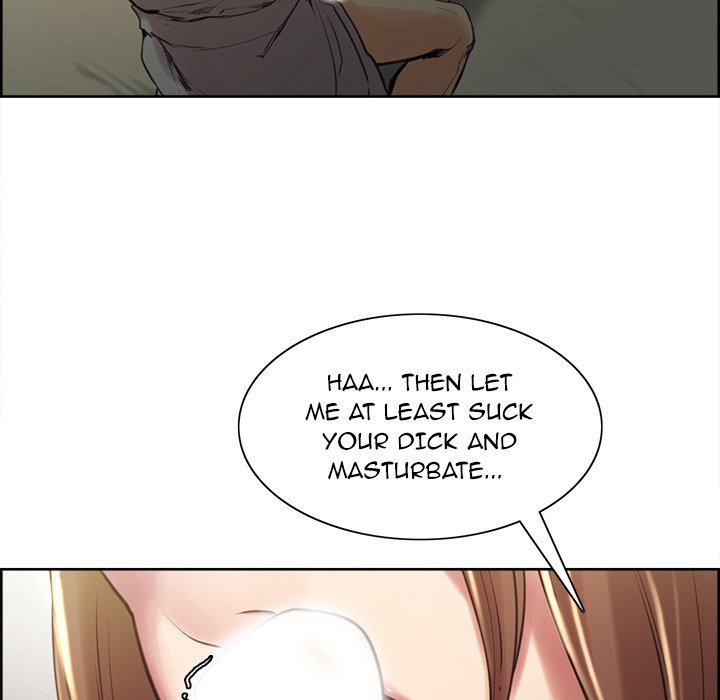 HAA... THEN LET
ME AT LEAST SUCK
YOUR DICK AND
MASTURBATE...